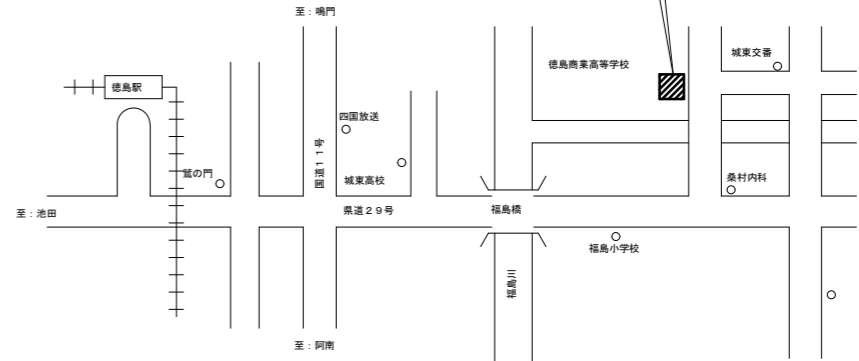 至：鳴門
徳島商業高等学校
城東交番
徳島駅
四国放送
国道１１号
鷲の門
城東高校
桑村内科
至：池田
県道２９号
福島橋
福島小学校
福島川
至：阿南